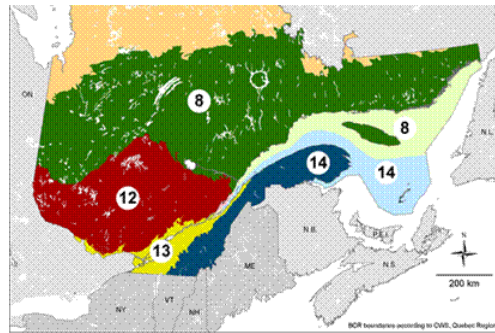 ON
8
8
N.L.
14
14
12
13
N.B.
P.E.I.
N
ME
N.S.
200 km
NY
VT
NH
BCR boundaries according to CWS, Quebec Region